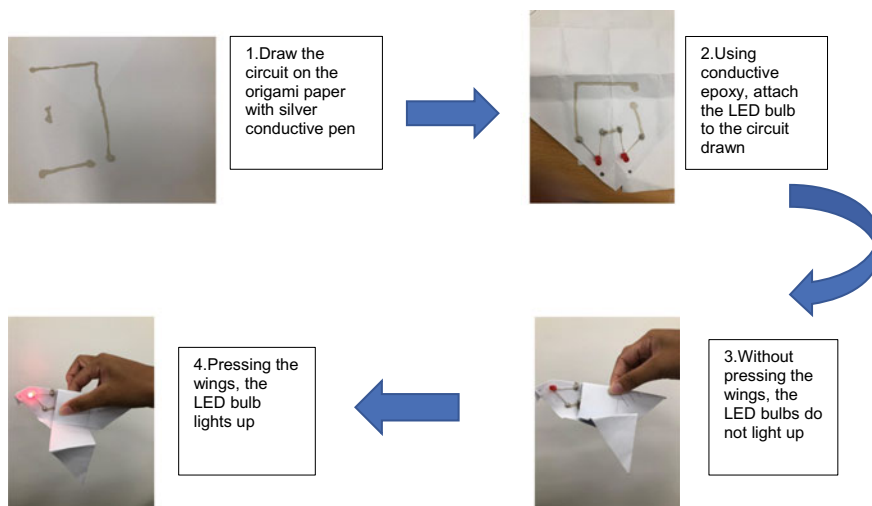 1.Draw the
circuit on the
origami paper
with silver
conductive pen
2.Using
conductive
epoxy, attach
the LED bulb
to the circuit
drawn
3.Without
pressing the
wings, the
LED bulbs do
not light up
4.Pressing the
wings, the
LED bulb
lights up